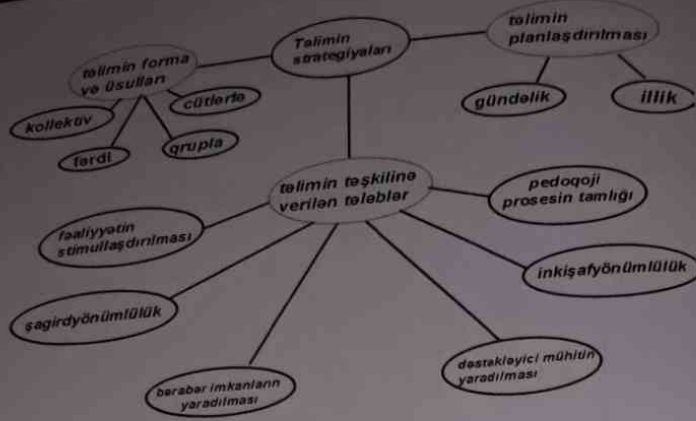 təlimin forma
və üsulları
Təlimin
strategiyaları
təlimin
planlaşdırılması
kollektiv
cütlərlə
fərdi
qrupla
gündəlik
illik
təlimin təşkilinə
verilən tələblər
fəaliyyətin
stimullaşdırılması
pedoqoji
prosesin tamlığı
şagirdyönümlülük
inkişafyönümlülük
bərabər imkanların
yaradılması
dəstəkləyici mühitin
yaradılması